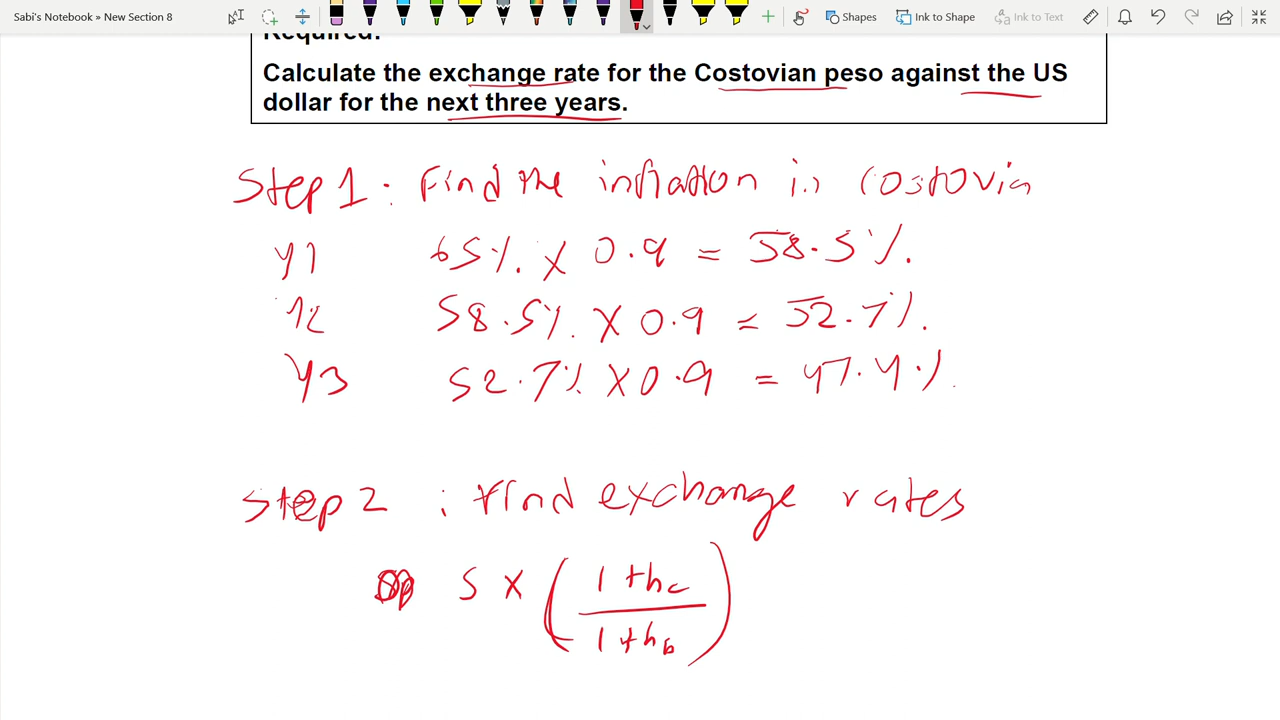 Sabi's Notebook » New Section 8
Shapes Ink to Shape Ink to Text
Required:
Calculate the exchange rate for the Costovian peso against the US
dollar for the next three years.
Step 1 : Find the inflation in Costovia
Y1 65% X 0.9 = 58.5%.
Y2 58.5% X 0.9 = 52.7%.
Y3 52.7% X 0.9 = 47.4%.
Step 2 : Find exchange rates
S X ( 1 + hc
1 + hb )